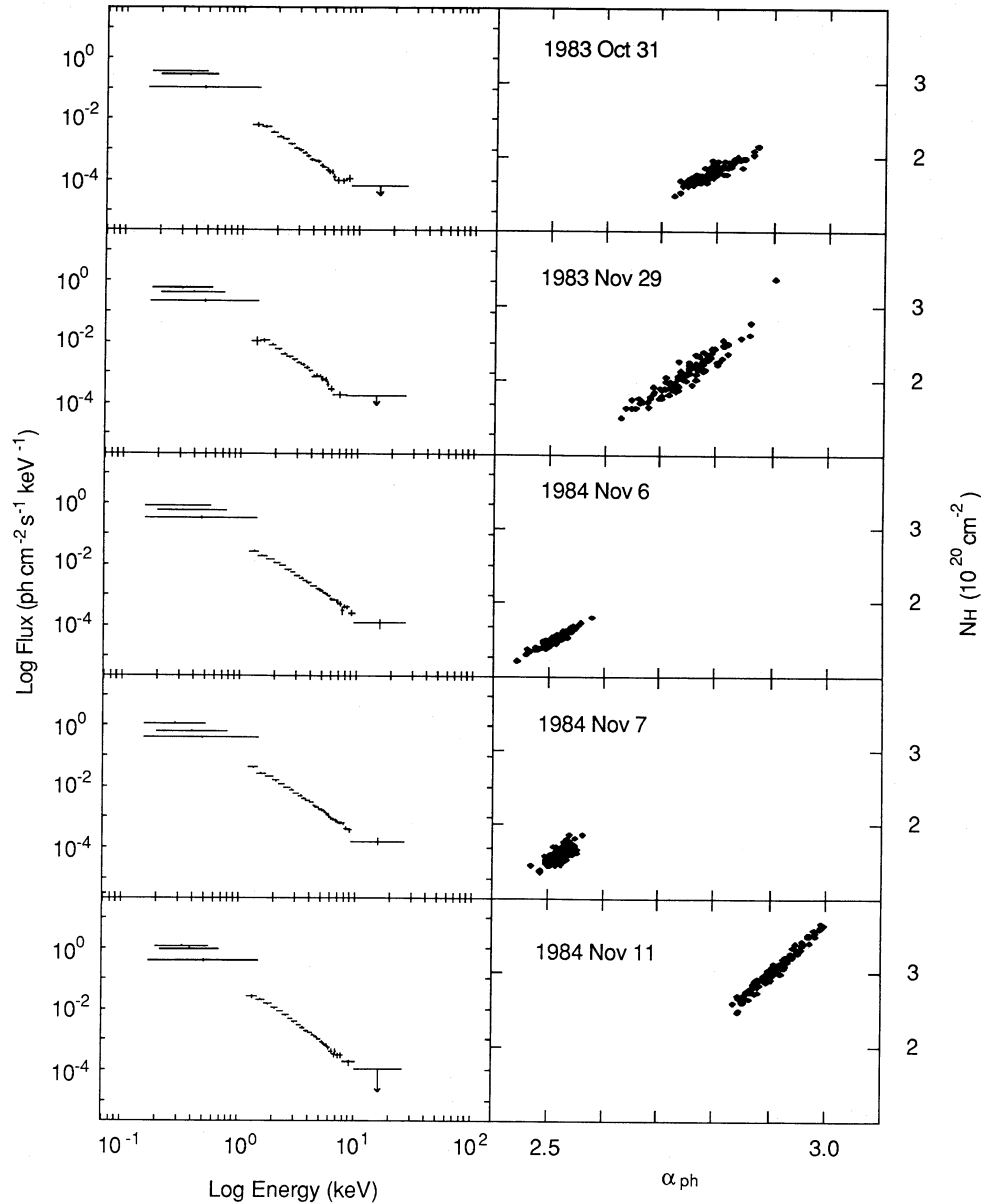 1983 Oct 31
10⁰
10⁻²
10⁻⁴
3
2
1983 Nov 29
10⁰
10⁻²
10⁻⁴
3
2
1984 Nov 6
10⁰
10⁻²
10⁻⁴
3
2
1984 Nov 7
10⁰
10⁻²
10⁻⁴
3
2
1984 Nov 11
10⁰
10⁻²
10⁻⁴
3
2
Log Flux (ph cm⁻² s⁻¹ keV⁻¹)
NH (10²⁰ cm⁻²)
10⁻¹ 10⁰ 10¹ 10²
2.5 3.0
Log Energy (keV)
α ph